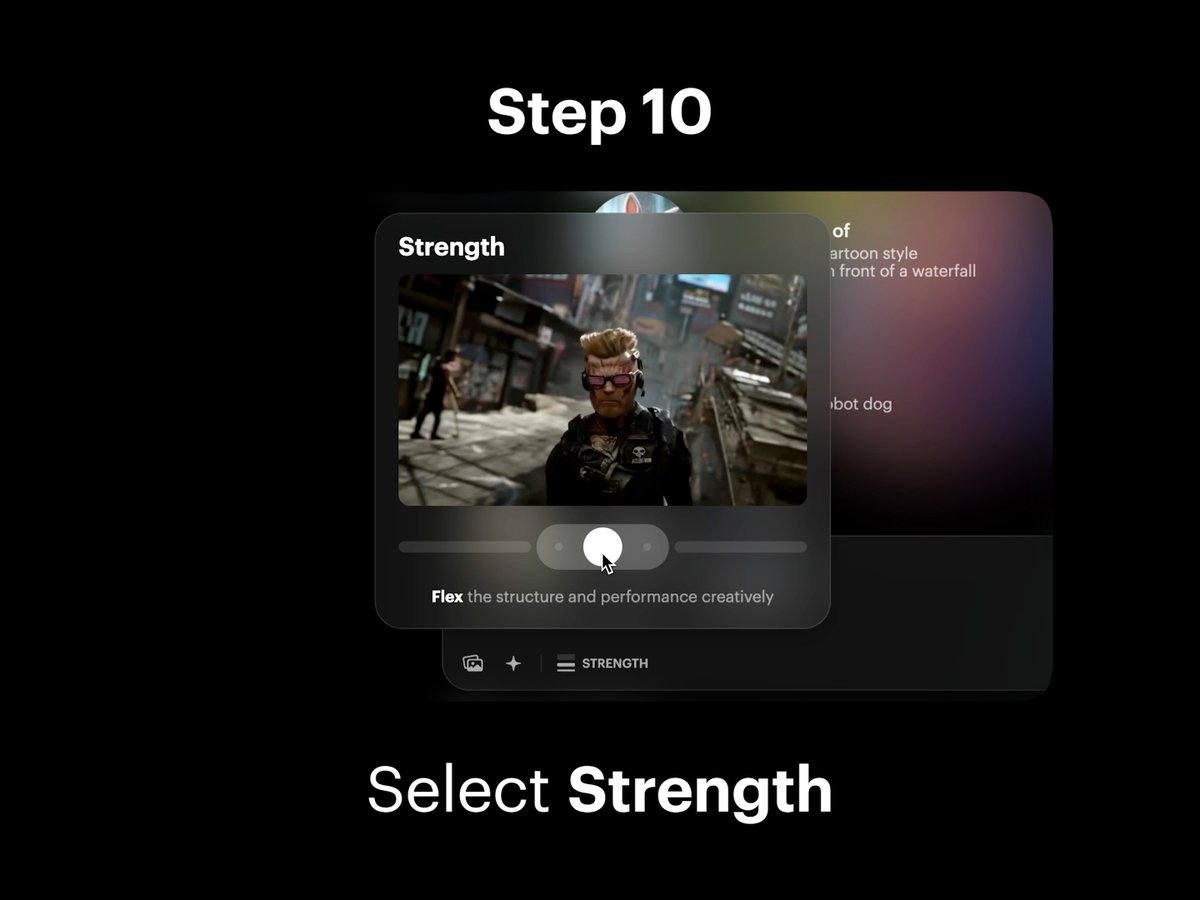 Step 10
Strength
of
artoon style
n front of a waterfall
obot dog
Flex the structure and performance creatively
STRENGTH
Select Strength